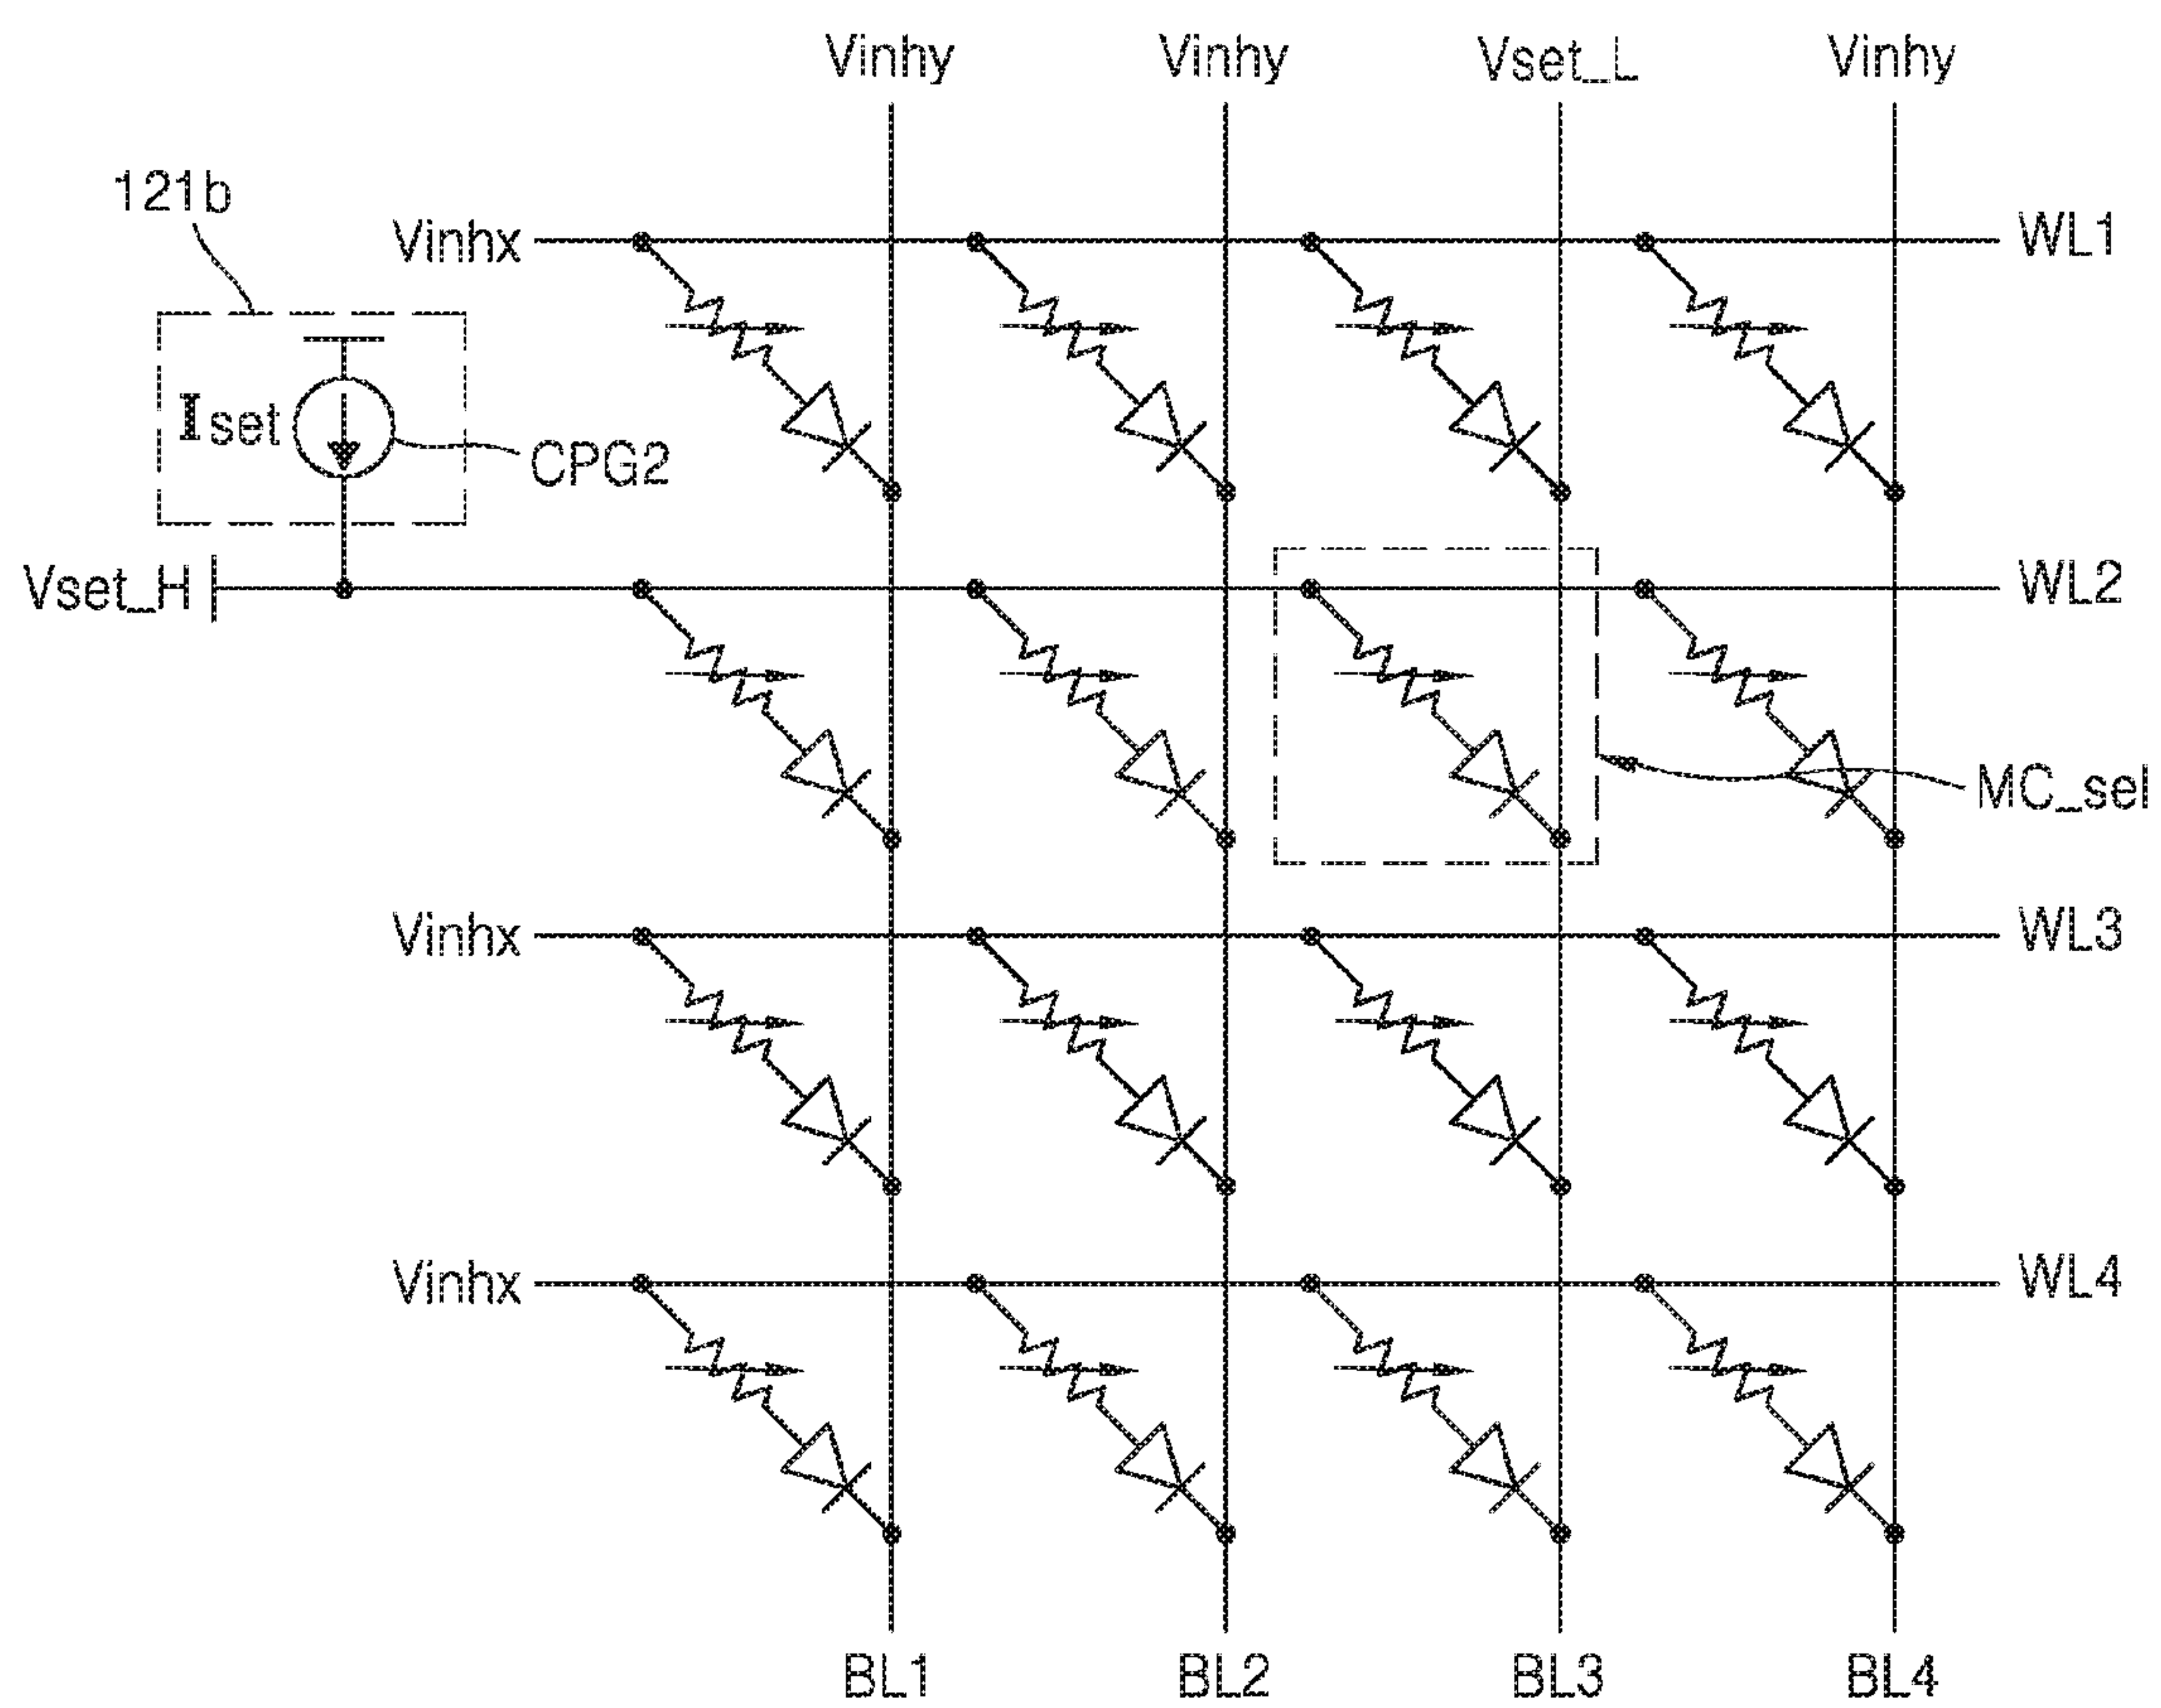 Vinhy Vinhy Vset_L Vinhy
121b
Vinhx WL1
Iset
CPG2
Vset_H WL2
MC_sel
Vinhx WL3
Vinhx WL4
BL1 BL2 BL3 BL4